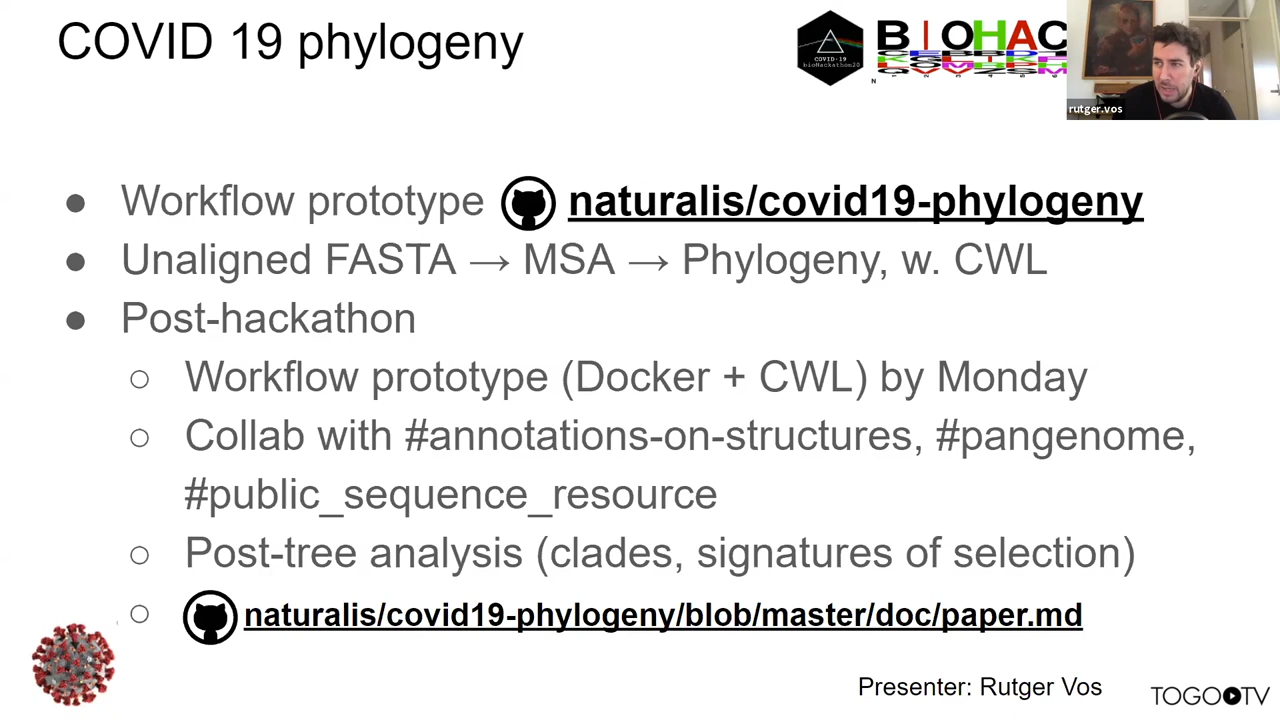 COVID 19 phylogeny
COVID-19
bioHackathon20
BIOHAC
rutger.vos
● Workflow prototype naturalis/covid19-phylogeny
● Unaligned FASTA → MSA → Phylogeny, w. CWL
● Post-hackathon
○ Workflow prototype (Docker + CWL) by Monday
○ Collab with #annotations-on-structures, #pangenome,
#public_sequence_resource
○ Post-tree analysis (clades, signatures of selection)
○ naturalis/covid19-phylogeny/blob/master/doc/paper.md
Presenter: Rutger Vos
TOGOTV